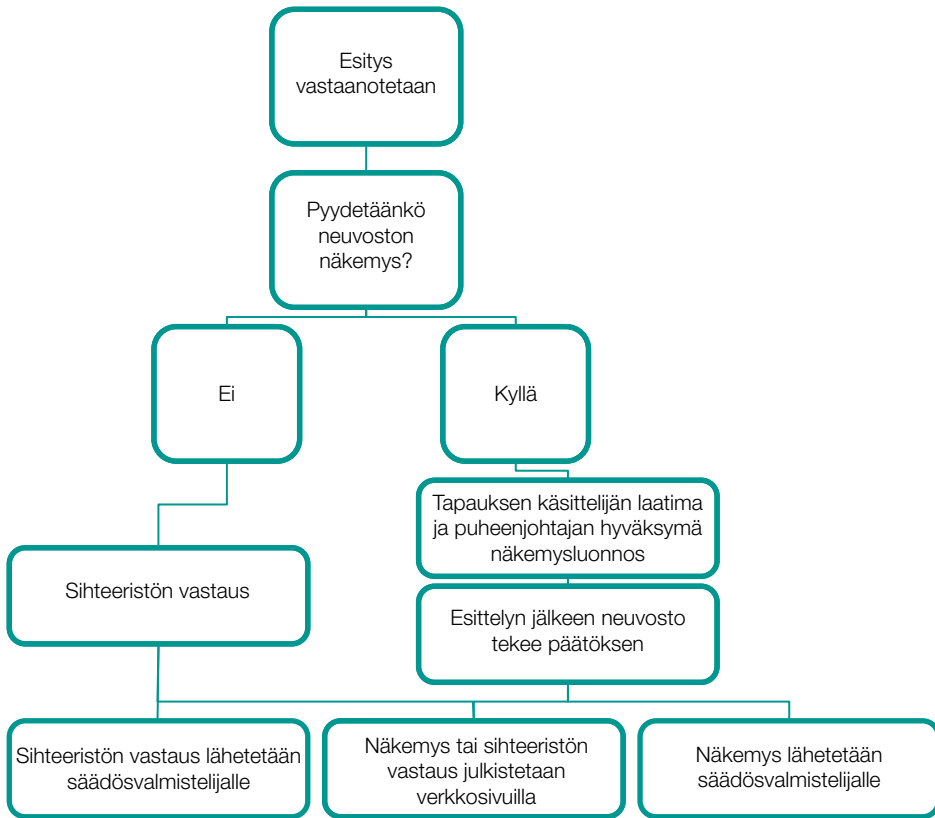 Esitys
vastaanotetaan
Pyydetäänkö
neuvoston
näkemys?
Ei
Kyllä
Tapauksen käsittelijän laatima
ja puheenjohtajan hyväksymä
näkemysluonnos
Sihteeristön vastaus
Esittelyn jälkeen neuvosto
tekee päätöksen
Sihteeristön vastaus lähetetään
säädösvalmistelijalle
Näkemys tai sihteeristön
vastaus julkistetaan
verkkosivuilla
Näkemys lähetetään
säädösvalmistelijalle